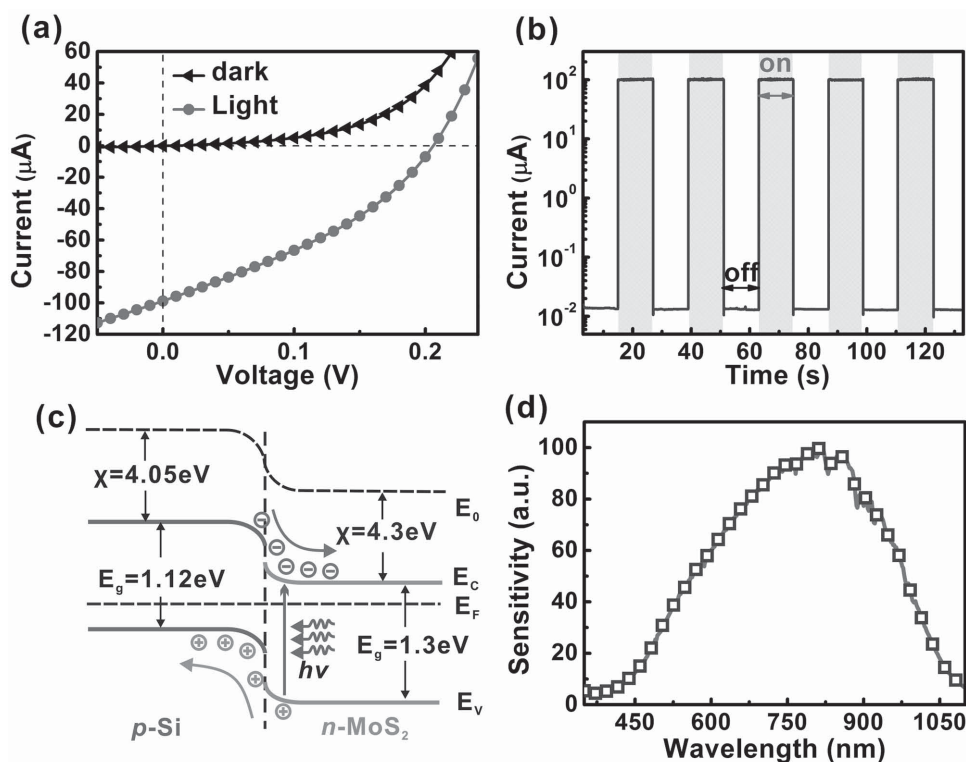 (a)
60
40
20
0
-20
-40
-60
-80
-100
-120
Current (μA)
dark
Light
0.0 0.1 0.2
Voltage (V)
(b)
10²
10¹
10⁰
10⁻¹
10⁻²
Current (μA)
on
off
20 40 60 80 100 120
Time (s)
(c)
χ=4.05eV
E₀
χ=4.3eV
E_g=1.12eV
E_C
E_F
E_g=1.3eV
hν
E_V
p-Si
n-MoS₂
(d)
100
80
60
40
20
0
Sensitivity (a.u.)
450 600 750 900 1050
Wavelength (nm)